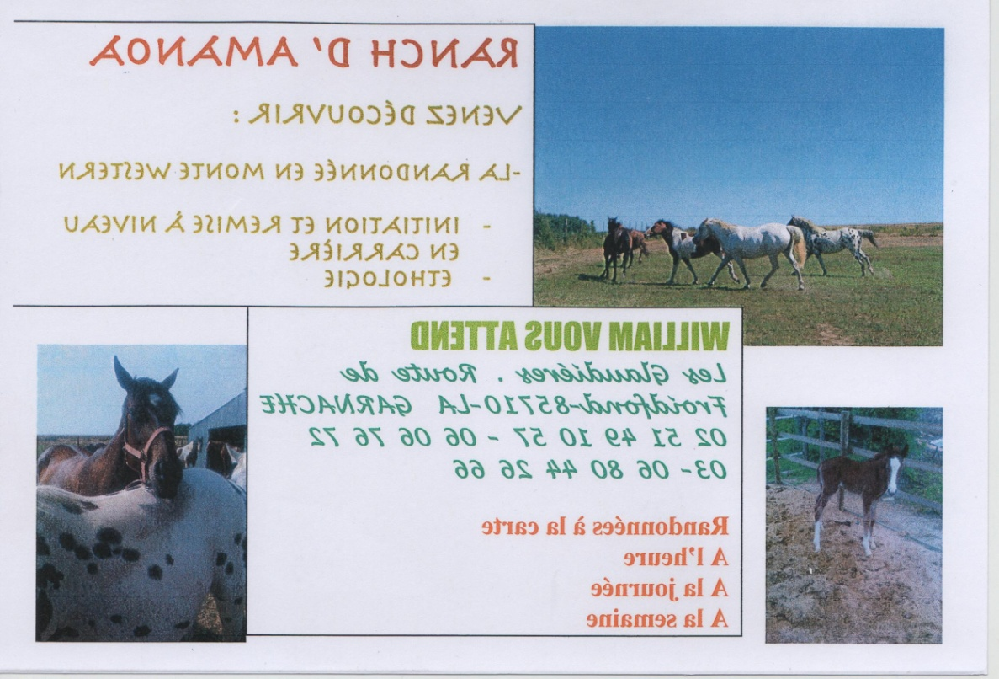 RANCH D' AMANOA
VENEZ DÉCOUVRIR :
-LA RANDONNÉE EN MONTE WESTERN
- INITIATION ET REMISE À NIVEAU
EN CARRIÈRE
- ETHOLOGIE
WILLIAM VOUS ATTEND
Les Glaudiéres . Route de
Froidfond-85710-LA GARNACHE
02 51 49 10 57 - 06 06 76 72
03- 06 80 44 26 66
Randonnées à la carte
A l'heure
A la journée
A la semaine